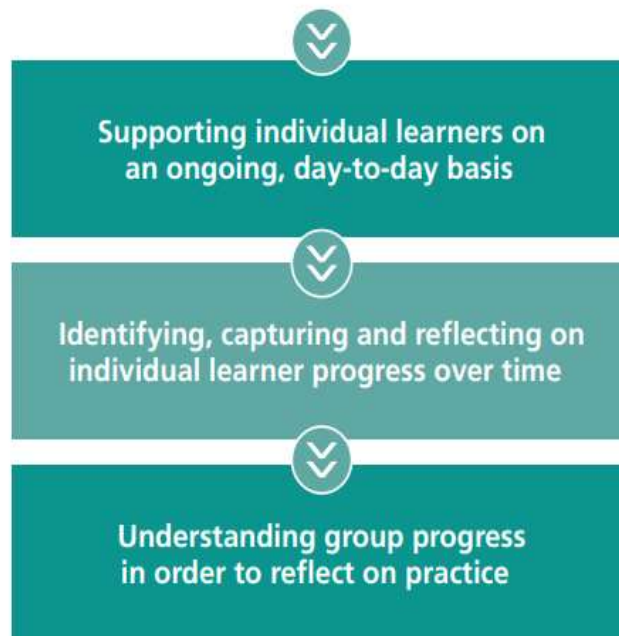 Supporting individual learners on
an ongoing, day-to-day basis
Identifying, capturing and reflecting on
individual learner progress over time
Understanding group progress
in order to reflect on practice